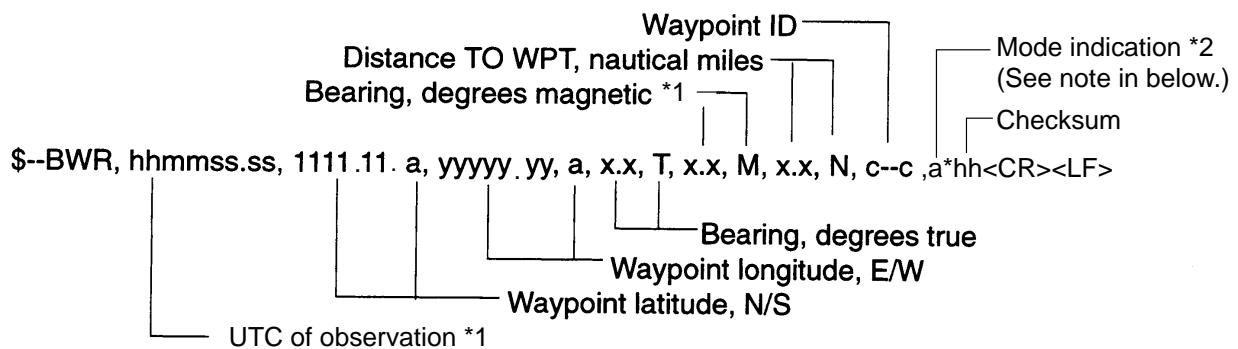 Waypoint ID
Mode indication *2
Distance TO WPT, nautical miles
(See note in below.)
Bearing, degrees magnetic *1
Checksum
$--BWR, hhmmss.ss, 1111.11. a, yyyyy.yy, a, x.x, T, x.x, M, x.x, N, c--c ,a*hh<CR><LF>
Bearing, degrees true
Waypoint longitude, E/W
Waypoint latitude, N/S
UTC of observation *1